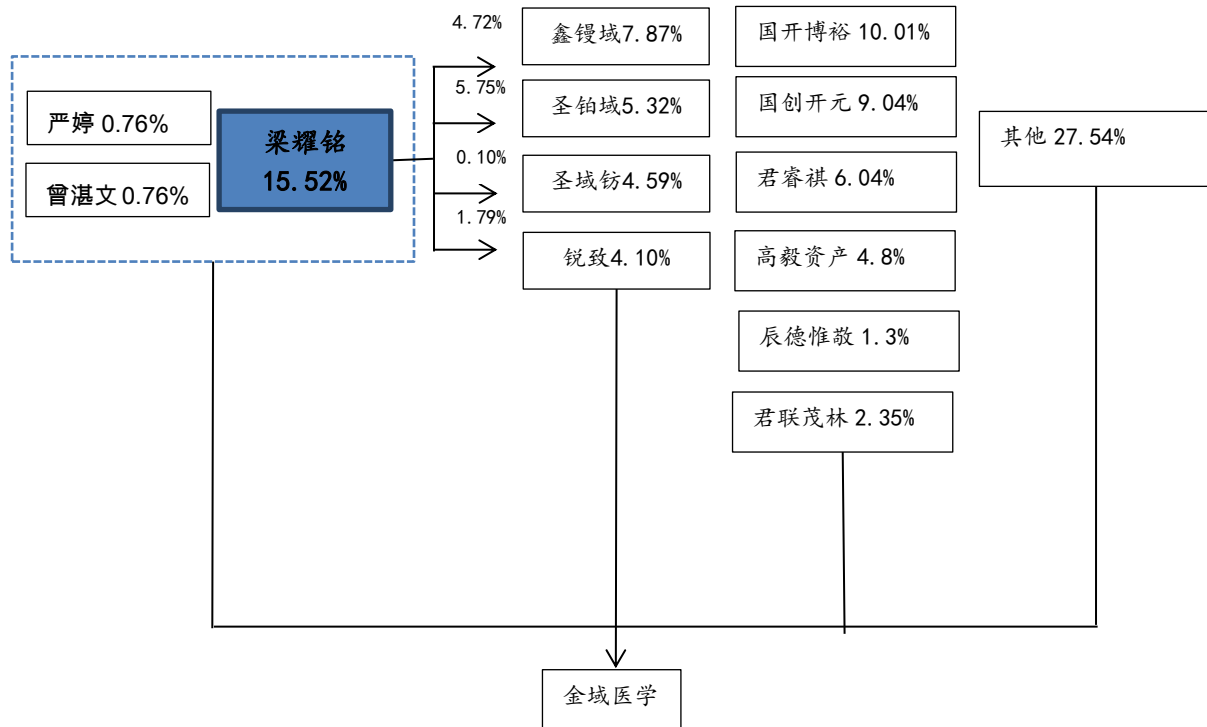 4.72%
鑫镘域7.87%
国开博裕 10.01%
严婷 0.76%
曾湛文 0.76%
梁耀铭
15.52%
5.75%
圣铂域5.32%
国创开元 9.04%
其他 27.54%
0.10%
圣域钫4.59%
君睿祺 6.04%
1.79%
锐致4.10%
高毅资产 4.8%
辰德惟敬 1.3%
君联茂林 2.35%
金域医学